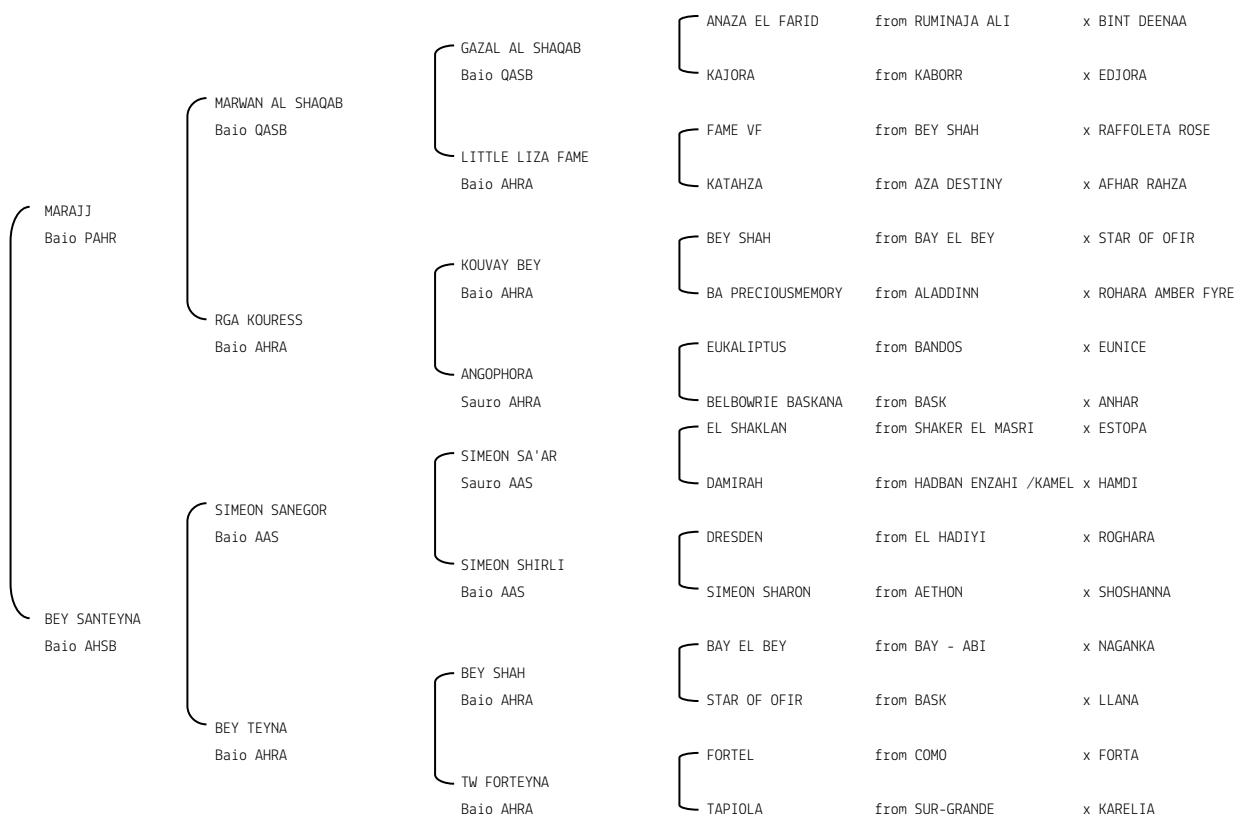 ANAZA EL FARID from RUMINAJA ALI x BINT DEENAA
GAZAL AL SHAQAB
Baio QASB KAJORA from KABORR x EDJORA
MARWAN AL SHAQAB
Baio QASB FAME VF from BEY SHAH x RAFFOLETA ROSE
LITTLE LIZA FAME
Baio AHRA KATAHZA from AZA DESTINY x AFHAR RAHZA
MARAJJ
Baio PAHR BEY SHAH from BAY EL BEY x STAR OF OFIR
KOUVAY BEY
Baio AHRA BA PRECIOUSMEMORY from ALADDINN x ROHARA AMBER FYRE
RGA KOURESS
Baio AHRA EUKALIPTUS from BANDOS x EUNICE
ANGOPHORA
Sauro AHRA BELBOWRIE BASKANA from BASK x ANHAR
EL SHAKLAN from SHAKER EL MASRI x ESTOPA
SIMEON SA'AR
Sauro AAS DAMIRAH from HADBAN ENZAHI /KAMEL x HAMDI
SIMEON SANEGOR
Baio AAS DRESDEN from EL HADIYI x ROGHARA
SIMEON SHIRLI
Baio AAS SIMEON SHARON from AETHON x SHOSHANNA
BEY SANTEYNA
Baio AHSB BAY EL BEY from BAY - ABI x NAGANKA
BEY SHAH
Baio AHRA STAR OF OFIR from BASK x LLANA
BEY TEYNA
Baio AHRA FORTEL from COMO x FORTA
TW FORTEYNA
Baio AHRA TAPIOLA from SUR-GRANDE x KARELIA